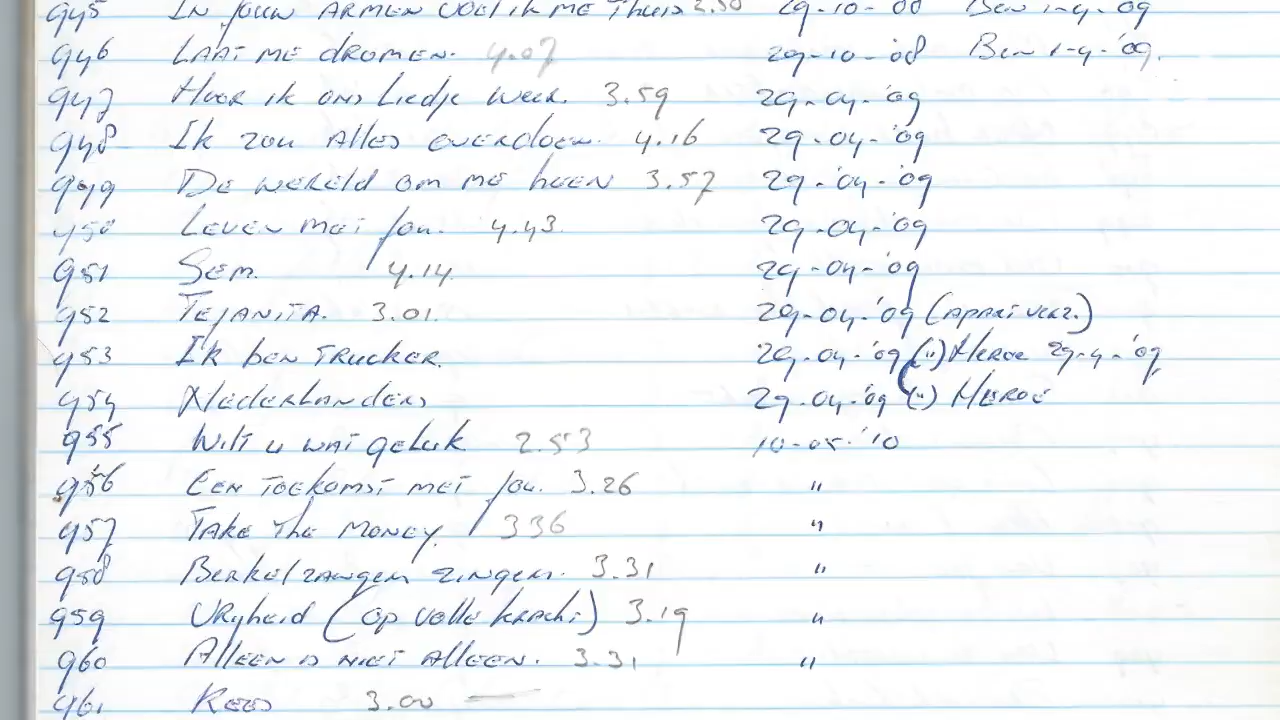 945 In jouw ARMEN voel ik me Thuis 3.50 29-10-08 Ben 1-4-09
946 LAAT ME dROMEN. 4.07 29-10-'08 Ben 1-4-'09.
947 Hoor ik ons Liedje weer. 3.59 29-04-'09
948 Ik zou Alles overdoen. 4.16 29-04-'09
949 De wereld om me heen 3.57 29-'04-'09
950 Leven met jou. 4.43. 29-04-'09
951 Sem. 4.14. 29-04-'09
952 TEJANITA. 3.01. 29-04-'09 (APART VERZ.)
953 Ik ben TRUCKER. 29-04-'09 (") Heroe 29-4-'09
954 Nederlanders 29-04-'09 (") Heroe
955 Wilt u wat geluk 2.53 10-05-'10
956 Een Toekomst met jou. 3.26 "
957 Take the Money. 336 "
958 Berkelzangen zingen. 3.31 "
959 Vryheid (op volle kracht) 3.19 "
960 Alleen is niet Alleen. 3.31 "
961 Kees 3.00 —